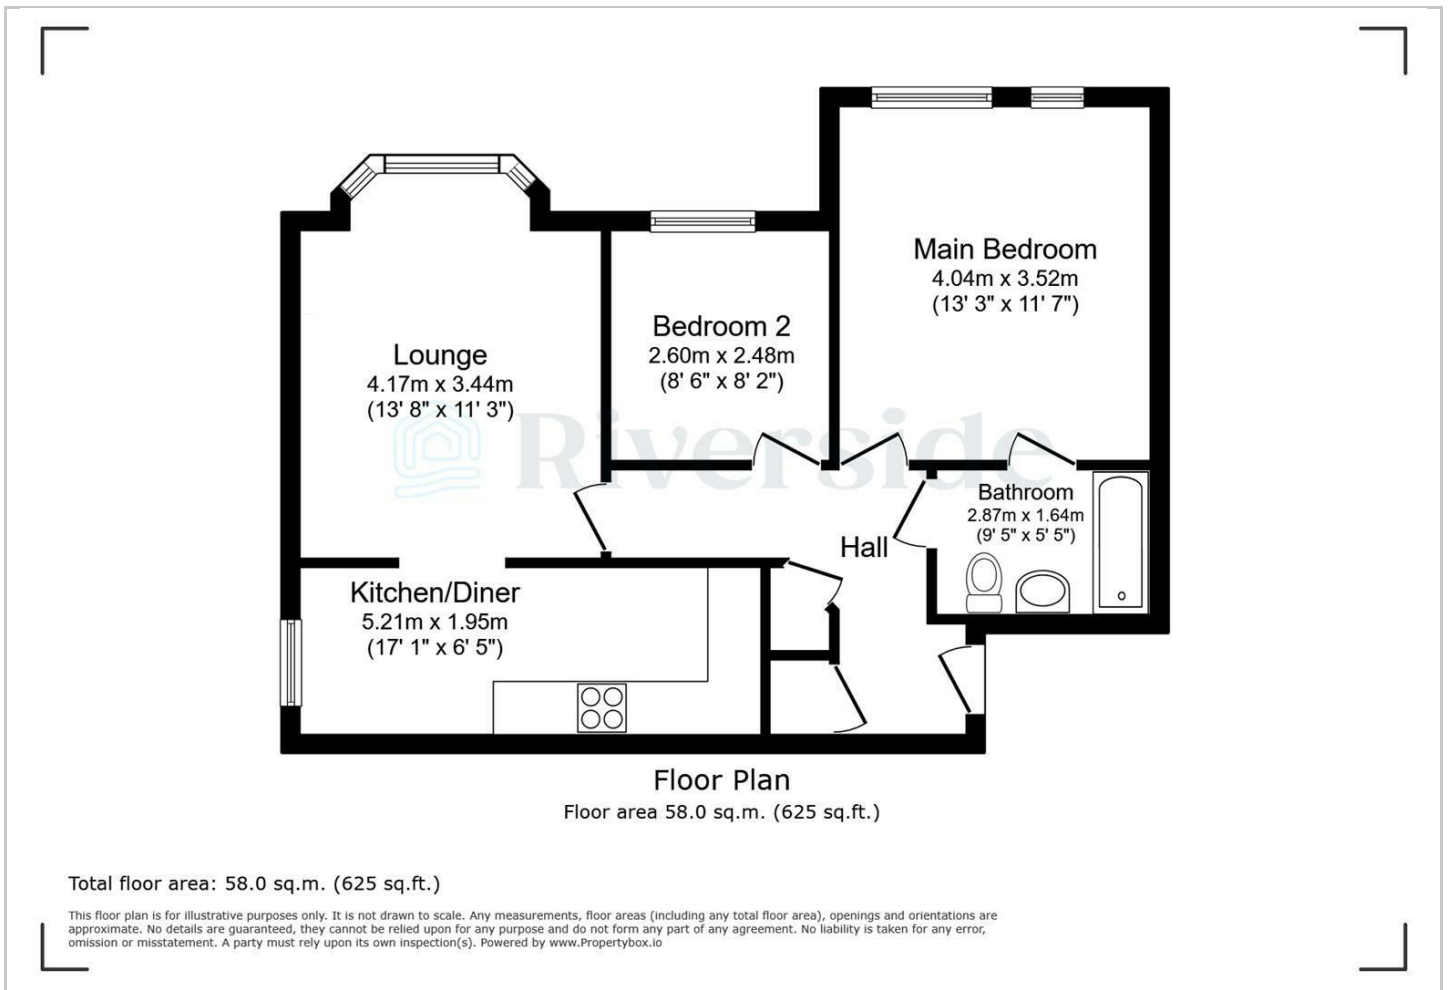 Main Bedroom
4.04m x 3.52m
(13' 3" x 11' 7")
Bedroom 2
2.60m x 2.48m
(8' 6" x 8' 2")
Lounge
4.17m x 3.44m
(13' 8" x 11' 3")
Riverside
Bathroom
2.87m x 1.64m
(9' 5" x 5' 5")
Hall
Kitchen/Diner
5.21m x 1.95m
(17' 1" x 6' 5")
Floor Plan
Floor area 58.0 sq.m. (625 sq.ft.)
Total floor area: 58.0 sq.m. (625 sq.ft.)
This floor plan is for illustrative purposes only. It is not drawn to scale. Any measurements, floor areas (including any total floor area), openings and orientations are
approximate. No details are guaranteed, they cannot be relied upon for any purpose and do not form any part of any agreement. No liability is taken for any error,
omission or misstatement. A party must rely upon its own inspection(s). Powered by www.Propertybox.io